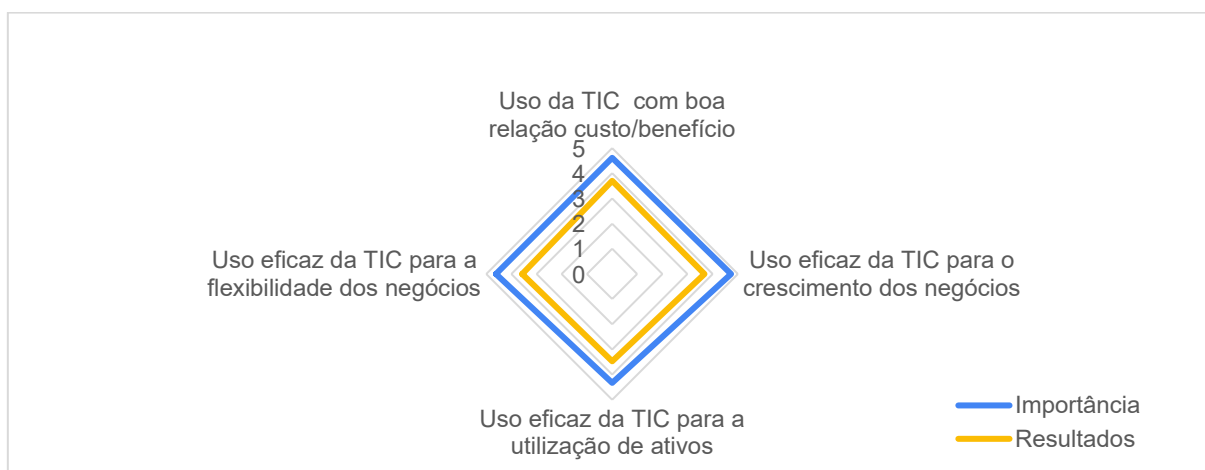 Uso da TIC com boa
relação custo/benefício
5
4
3
2
1
0
Uso eficaz da TIC para a
flexibilidade dos negócios
Uso eficaz da TIC para o
crescimento dos negócios
Uso eficaz da TIC para a
utilização de ativos
Importância
Resultados